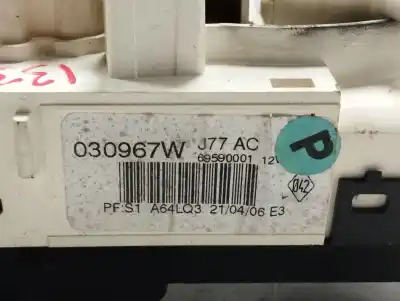 030967W J77 AC
69590001 12V
P
042
PF:S1 A64LQ3 21/04/06 E3